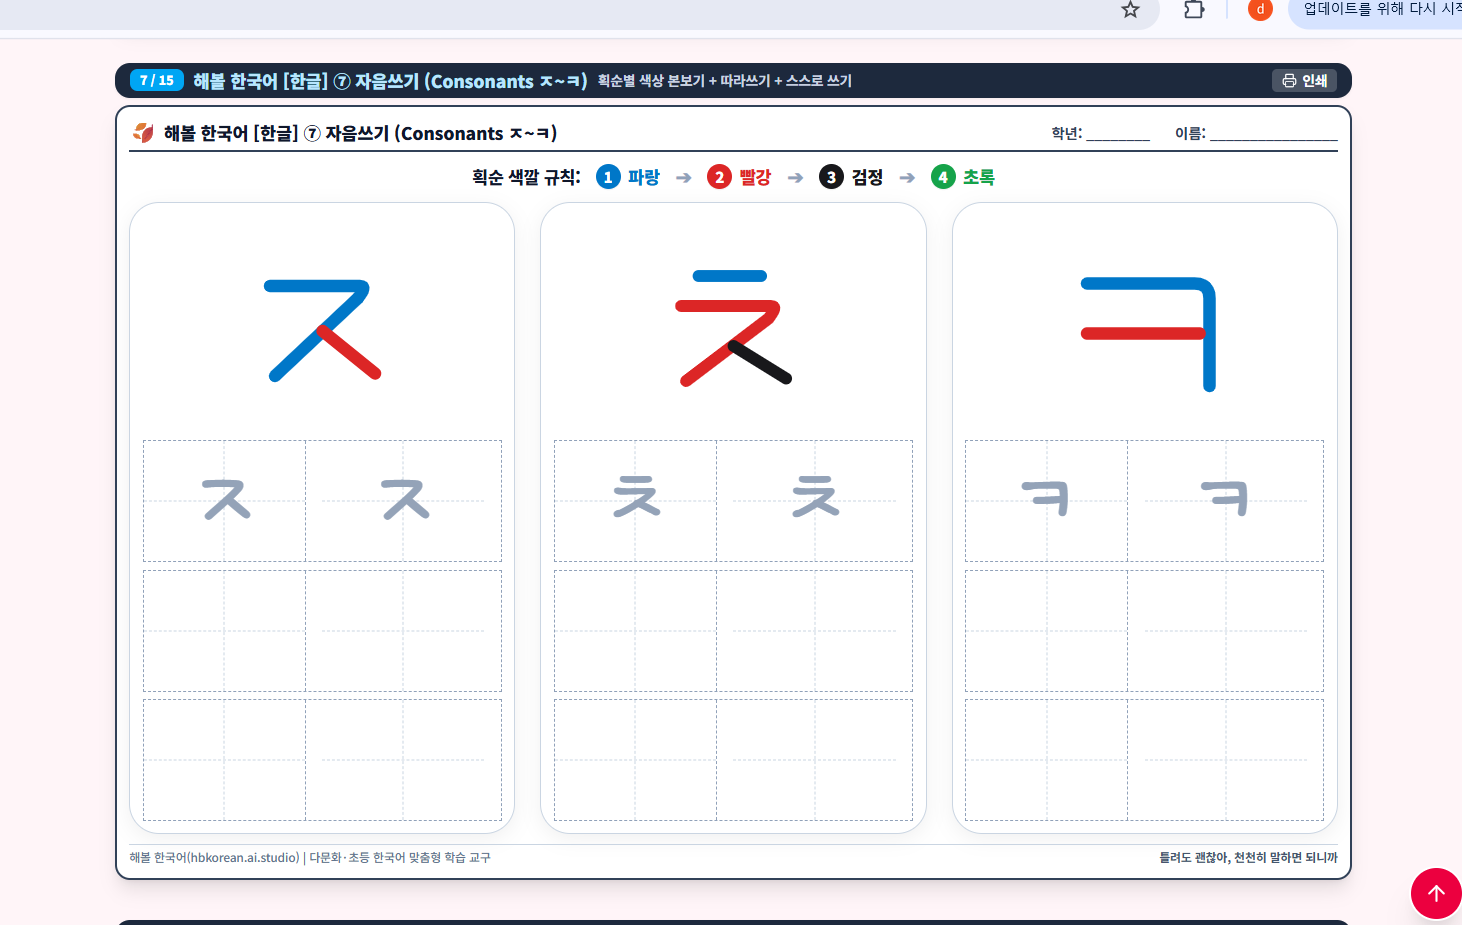 d 업데이트를 위해 다시 시작
7 / 15 해볼 한국어 [한글] ⑦ 자음쓰기 (Consonants ㅈ~ㅋ) 획순별 색상 본보기 + 따라쓰기 + 스스로 쓰기 인쇄
해볼 한국어 [한글] ⑦ 자음쓰기 (Consonants ㅈ~ㅋ) 학년: ________ 이름: ________________
획순 색깔 규칙: 1 파랑 → 2 빨강 → 3 검정 → 4 초록
ㅈ ㅊ ㅋ
ㅈ ㅈ ㅊ ㅊ ㅋ ㅋ
해볼 한국어(hbkorean.ai.studio) | 다문화·초등 한국어 맞춤형 학습 교구 틀려도 괜찮아, 천천히 말하면 되니까